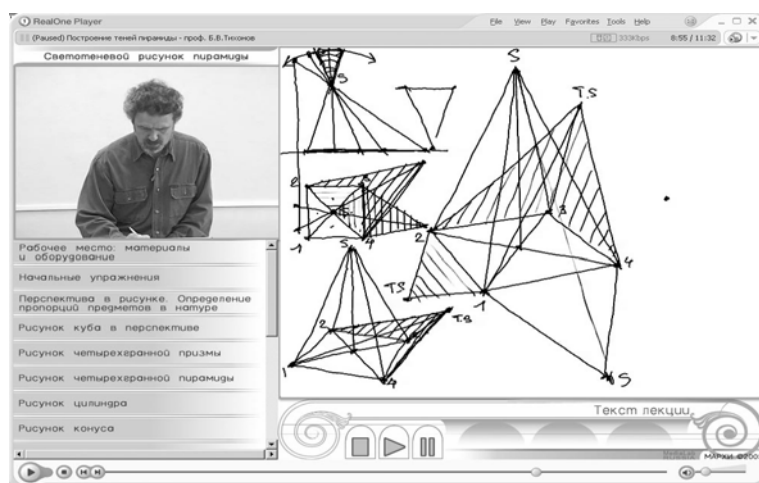 RealOne Player
File View Play Favorites Tools Help
(Paused) Построение теней пирамиды - проф. Б.В.Тихонов
333Kbps
8:55 / 11:32
Светотеневой рисунок пирамиды
Рабочее место: материалы
и оборудование
Начальные упражнения
Перспектива в рисунке. Определение
пропорций предметов в натуре
Рисунок куба в перспективе
Рисунок четырехгранной призмы
Рисунок четырехгранной пирамиды
Рисунок цилиндра
Рисунок конуса
S
T.S
S
2
3
4
1
S
2
S
1
4
TS
S
2
1
4
T.S
Текст лекции